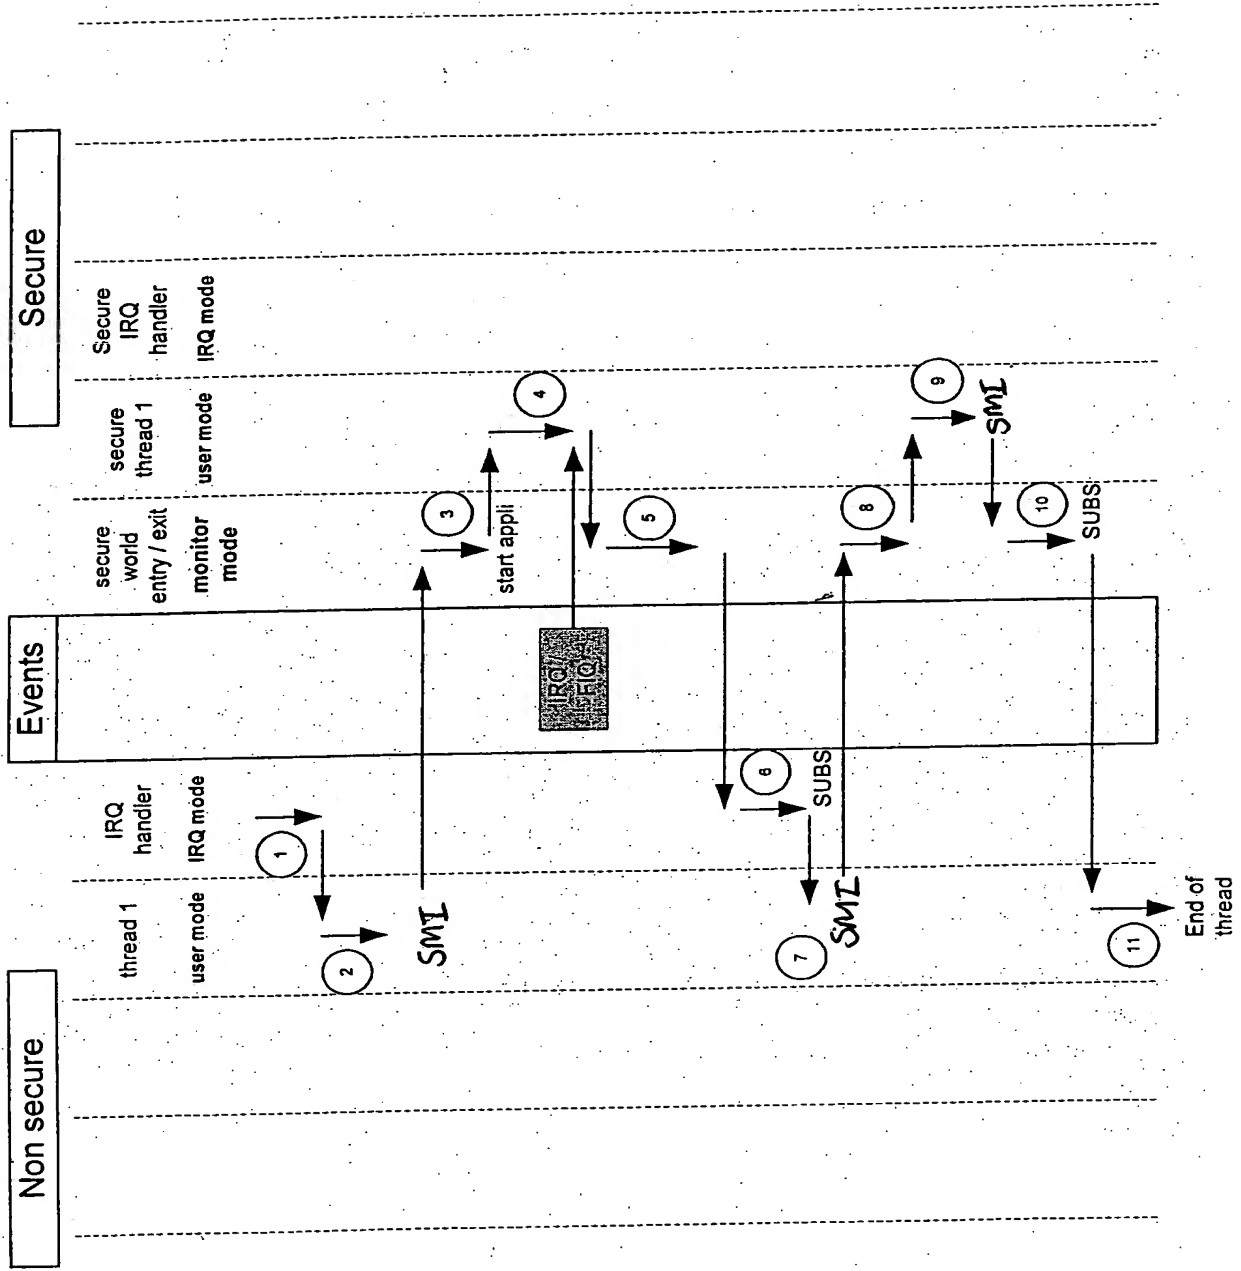 Non secure
Events
Secure
thread 1
user mode
IRQ
handler
IRQ mode
secure
world
entry / exit
monitor
mode
secure
thread 1
user mode
Secure
IRQ
handler
IRQ mode
1
2
SMI
3
start appli
4
IRQ/
FIQ
5
6
SUBS
7
SMI
8
9
SMI
10
SUBS
11
End of
thread